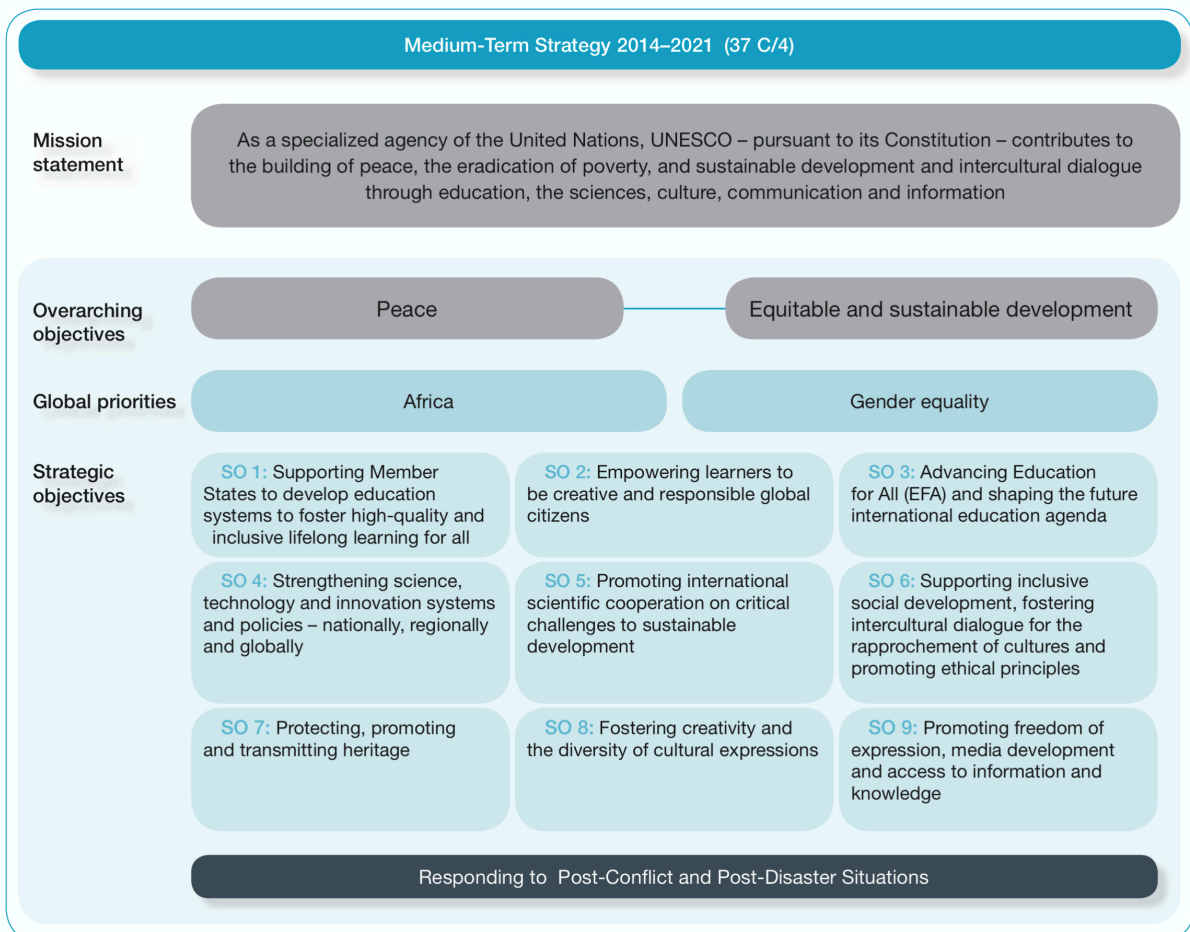 Medium-Term Strategy 2014–2021 (37 C/4)
Mission
statement
As a specialized agency of the United Nations, UNESCO – pursuant to its Constitution – contributes to
the building of peace, the eradication of poverty, and sustainable development and intercultural dialogue
through education, the sciences, culture, communication and information
Overarching
objectives
Peace
Equitable and sustainable development
Global priorities
Africa
Gender equality
Strategic
objectives
SO 1: Supporting Member
States to develop education
systems to foster high-quality and
inclusive lifelong learning for all
SO 2: Empowering learners to
be creative and responsible global
citizens
SO 3: Advancing Education
for All (EFA) and shaping the future
international education agenda
SO 4: Strengthening science,
technology and innovation systems
and policies – nationally, regionally
and globally
SO 5: Promoting international
scientific cooperation on critical
challenges to sustainable
development
SO 6: Supporting inclusive
social development, fostering
intercultural dialogue for the
rapprochement of cultures and
promoting ethical principles
SO 7: Protecting, promoting
and transmitting heritage
SO 8: Fostering creativity and
the diversity of cultural expressions
SO 9: Promoting freedom of
expression, media development
and access to information and
knowledge
Responding to Post-Conflict and Post-Disaster Situations